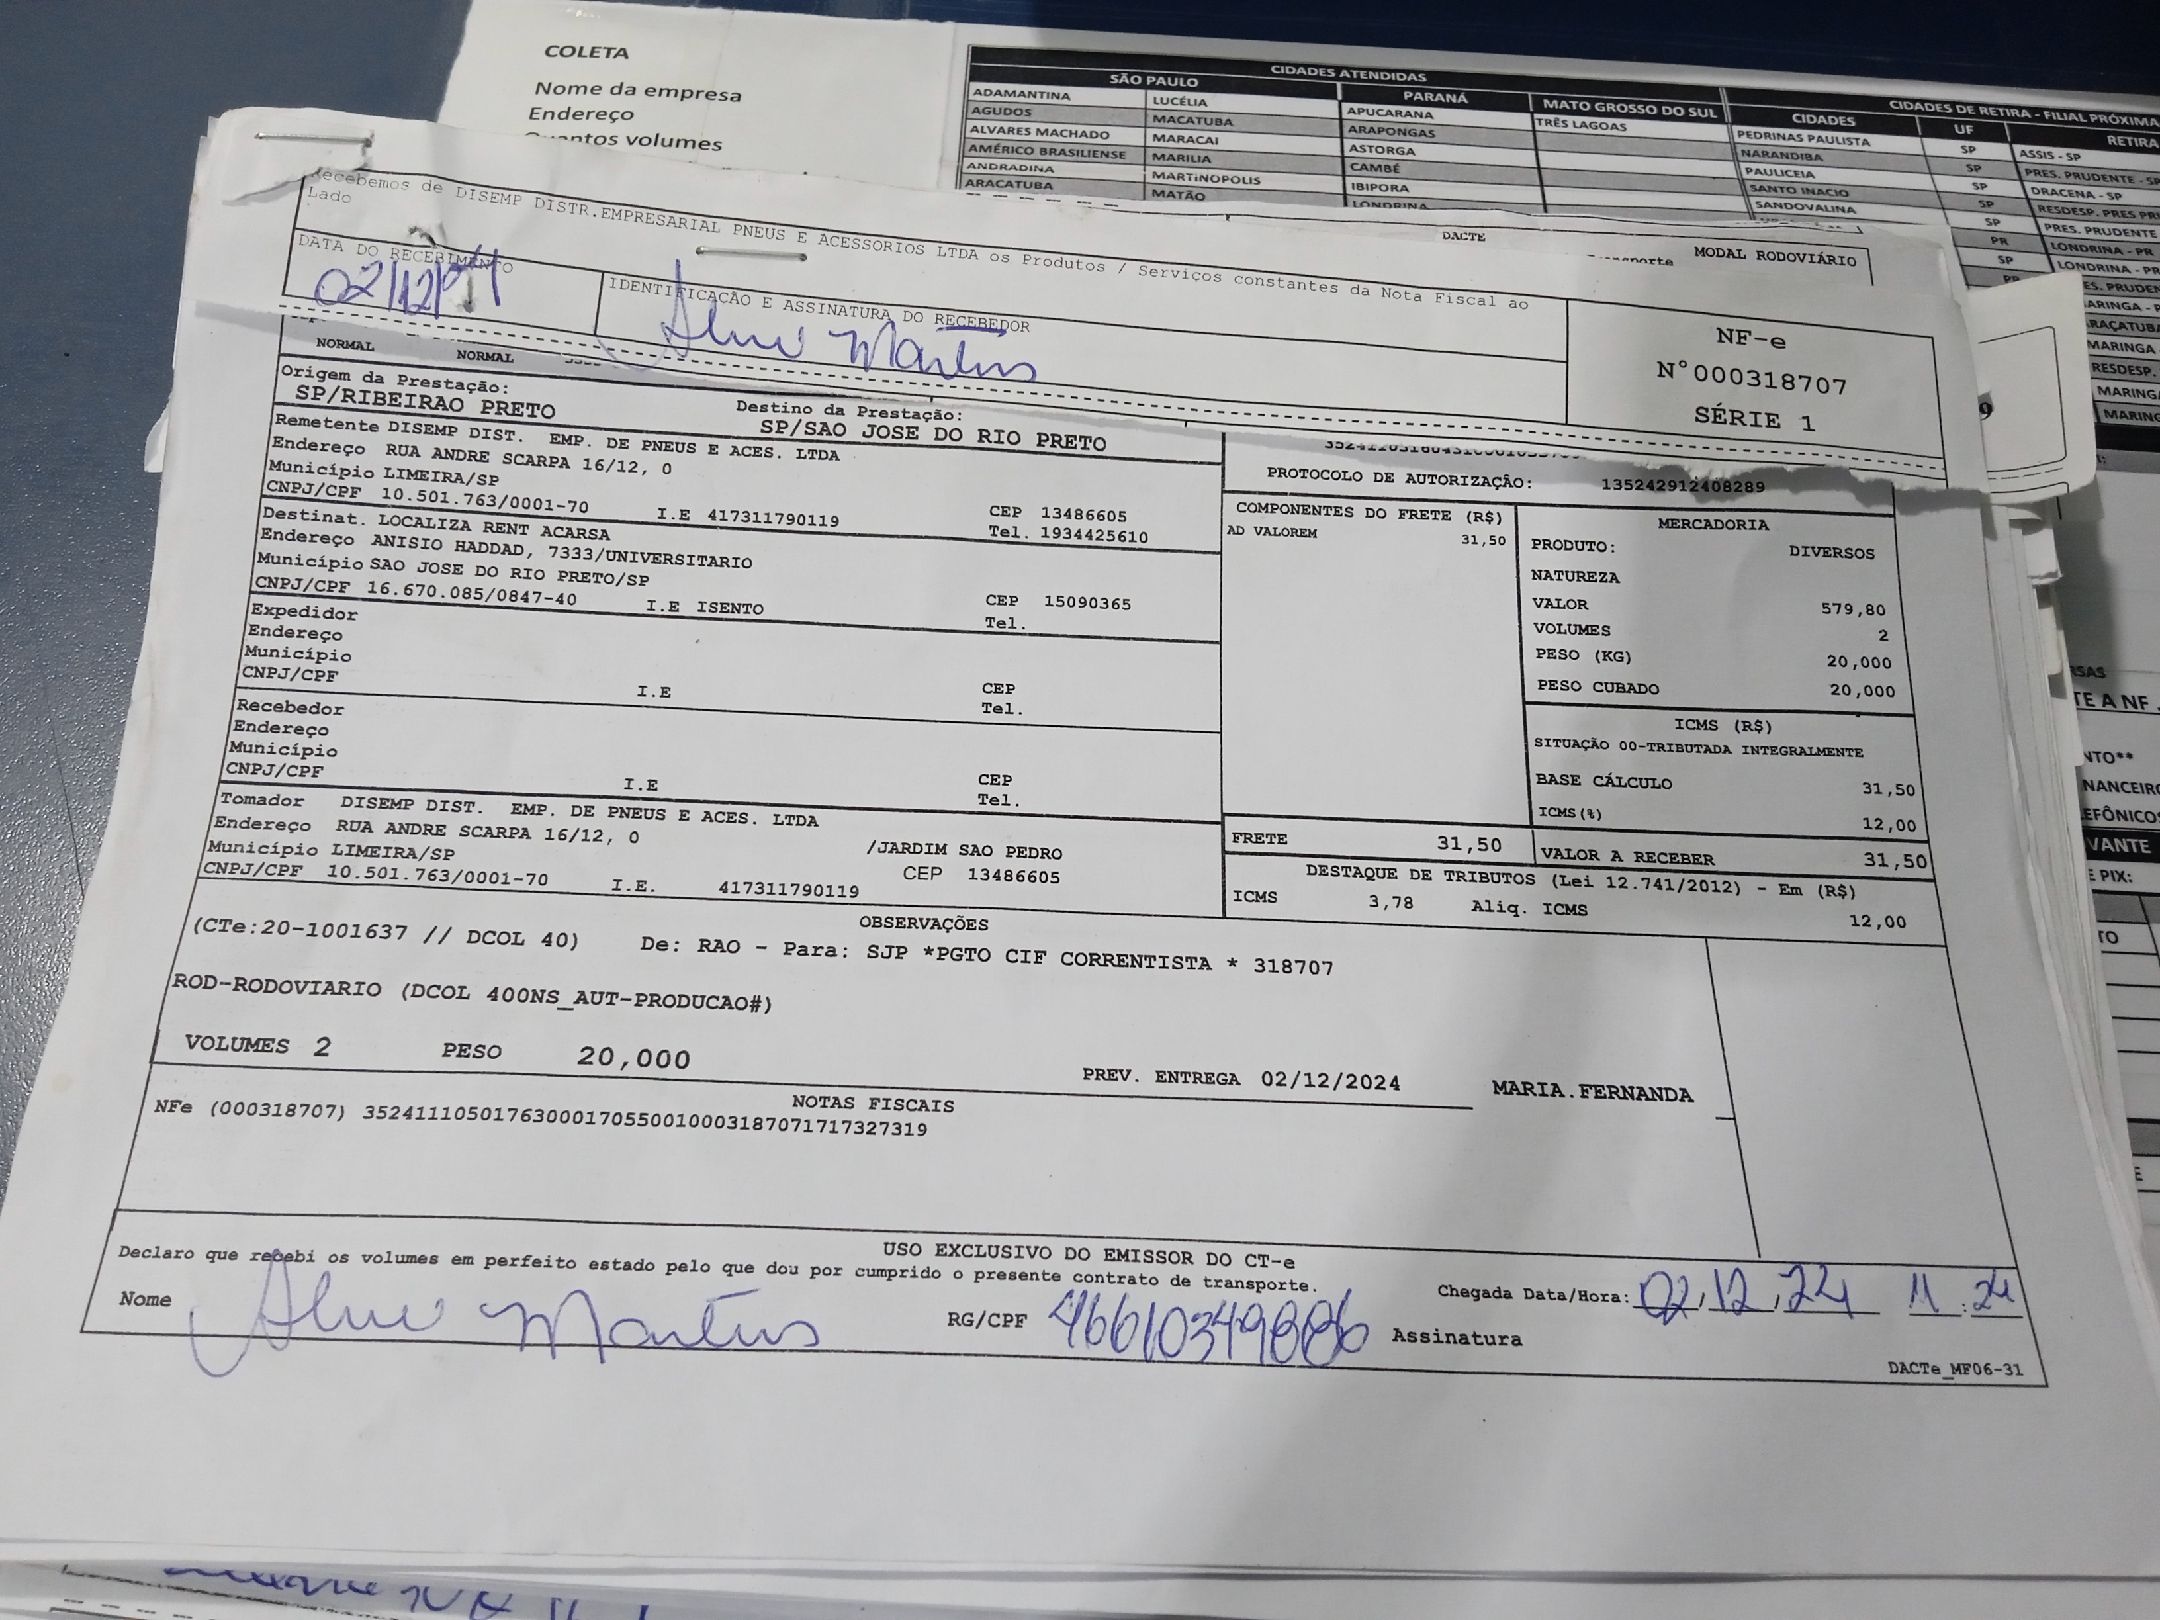 COLETA
Nome da empresa
Endereço
volumes
CIDADES ATENDIDAS
SÃO PAULO
PARANÁ
MATO GROSSO DO SUL
ADAMANTINA LUCÉLIA APUCARANA TRÊS LAGOAS
AGUDOS MACATUBA ARAPONGAS
ALVARES MACHADO MARACAI ASTORGA
AMÉRICO BRASILIENSE MARILIA CAMBÉ
ANDRADINA MARTiNOPOLIS IBIPORA
ARACATUBA MATÃO LONDRINA
CIDADES DE RETIRA - FILIAL PRÓXIMA
CIDADES UF RETIRA
PEDRINAS PAULISTA SP ASSIS - SP
NARANDIBA SP PRES. PRUDENTE - SP
PAULICEIA SP DRACENA - SP
SANTO INACIO
SANDOVALINA
Recebemos de DISEMP DISTR.EMPRESARIAL PNEUS E ACESSORIOS LTDA os Produtos / Serviços constantes da Nota Fiscal ao
Lado
DATA DO RECEBIMENTO
IDENTIFICAÇÃO E ASSINATURA DO RECEBEDOR
NF-e
N°000318707
SÉRIE 1
DACTE
MODAL RODOVIÁRIO
NORMAL NORMAL
Origem da Prestação:
SP/RIBEIRAO PRETO
Destino da Prestação:
SP/SAO JOSE DO RIO PRETO
Remetente DISEMP DIST. EMP. DE PNEUS E ACES. LTDA
Endereço RUA ANDRE SCARPA 16/12, 0
Município LIMEIRA/SP CEP 13486605
CNPJ/CPF 10.501.763/0001-70 I.E 417311790119 Tel. 1934425610
Destinat. LOCALIZA RENT ACARSA
Endereço ANISIO HADDAD, 7333/UNIVERSITARIO
Município SAO JOSE DO RIO PRETO/SP CEP 15090365
CNPJ/CPF 16.670.085/0847-40 I.E ISENTO Tel.
Expedidor
Endereço
Município CEP
CNPJ/CPF I.E Tel.
Recebedor
Endereço
Município CEP
CNPJ/CPF I.E Tel.
Tomador DISEMP DIST. EMP. DE PNEUS E ACES. LTDA
Endereço RUA ANDRE SCARPA 16/12, 0 /JARDIM SAO PEDRO
Município LIMEIRA/SP CEP 13486605
CNPJ/CPF 10.501.763/0001-70 I.E. 417311790119
PROTOCOLO DE AUTORIZAÇÃO: 135242912408289
COMPONENTES DO FRETE (R$)
AD VALOREM 31,50
MERCADORIA
PRODUTO: DIVERSOS
NATUREZA
VALOR 579,80
VOLUMES 2
PESO (KG) 20,000
PESO CUBADO 20,000
ICMS (R$)
SITUAÇÃO 00-TRIBUTADA INTEGRALMENTE
BASE CÁLCULO 31,50
ICMS(%) 12,00
FRETE 31,50 VALOR A RECEBER 31,50
DESTAQUE DE TRIBUTOS (Lei 12.741/2012) - Em (R$)
ICMS 3,78 Aliq. ICMS 12,00
OBSERVAÇÕES
(CTe:20-1001637 // DCOL 40) De: RAO - Para: SJP *PGTO CIF CORRENTISTA * 318707
ROD-RODOVIARIO (DCOL 400NS_AUT-PRODUCAO#)
VOLUMES 2 PESO 20,000 PREV. ENTREGA 02/12/2024 MARIA.FERNANDA
NOTAS FISCAIS
NFe (000318707) 35241110501763000170550010003187071717327319
USO EXCLUSIVO DO EMISSOR DO CT-e
Declaro que recebi os volumes em perfeito estado pelo que dou por cumprido o presente contrato de transporte.
Nome
RG/CPF 46610349886 Assinatura
Chegada Data/Hora: 02,12,24 11:24
DACTe_MF06-31